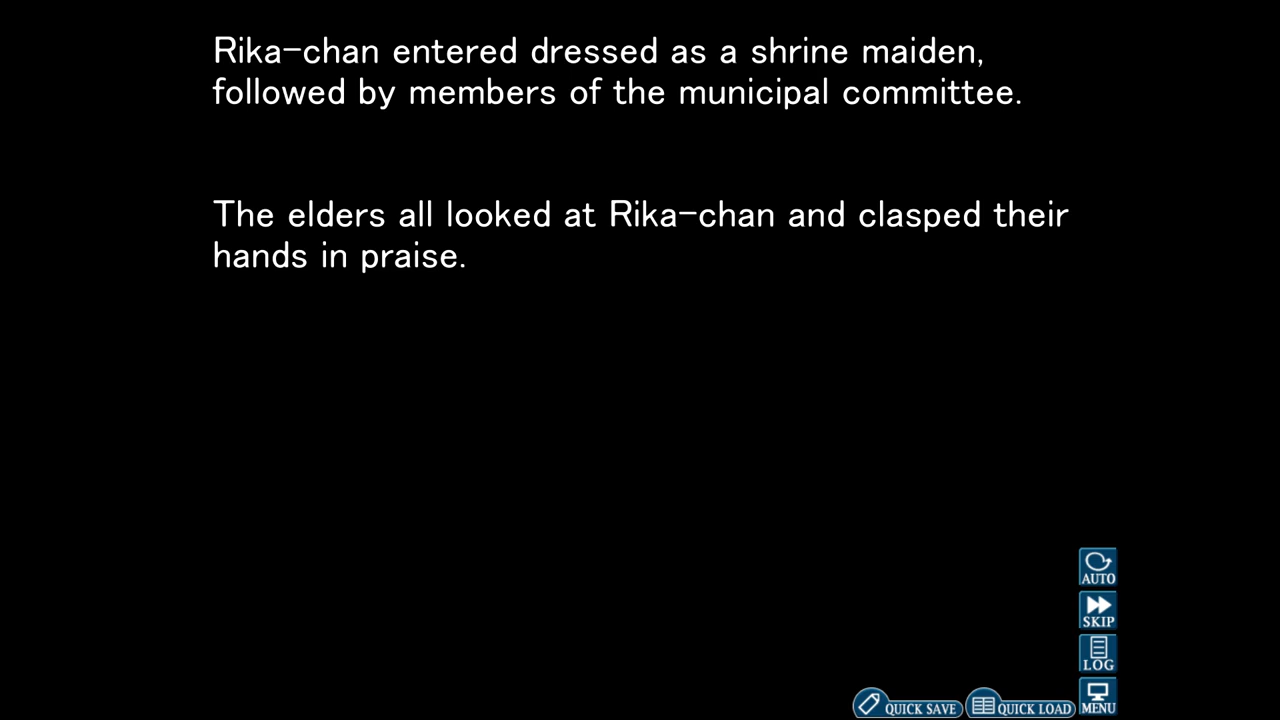 Rika-chan entered dressed as a shrine maiden,
followed by members of the municipal committee.
The elders all looked at Rika-chan and clasped their
hands in praise.
AUTO
SKIP
LOG
MENU
QUICK SAVE
QUICK LOAD